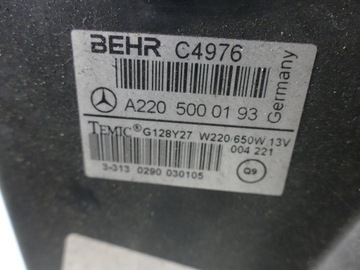 BEHR C4976
A220 500 01 93
Germany
TEMIC® G128Y27 W220/650W 13V
004 221
3-313 0290 030105
Q9